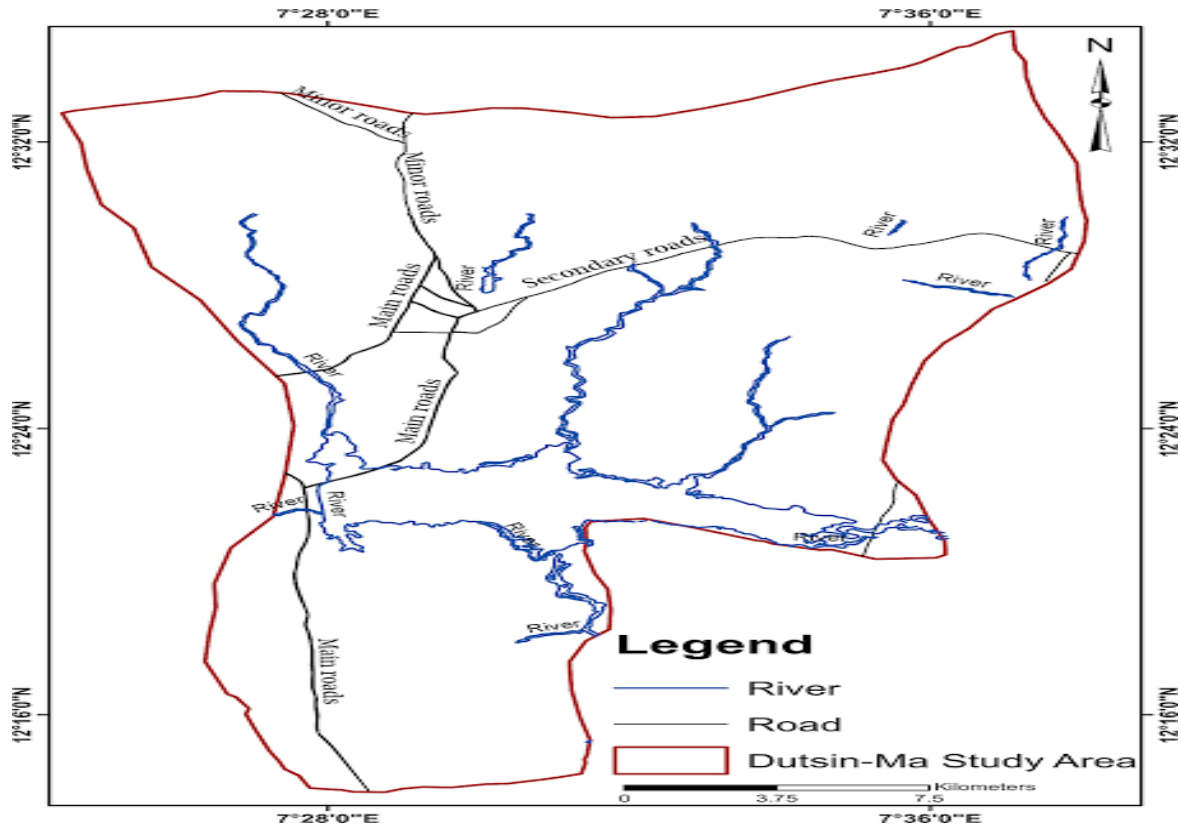 7°28'0"E
7°36'0"E
N
Minor roads
12°32'0"N
12°32'0"N
Minor roads
River
River
Secondary roads
River
River
Main roads
River
Main roads
12°24'0"N
12°24'0"N
River
River
River
River
River
Main roads
Legend
River
Road
Dutsin-Ma Study Area
12°16'0"N
12°16'0"N
Kilometers
0
3.75
7.5
7°28'0"E
7°36'0"E